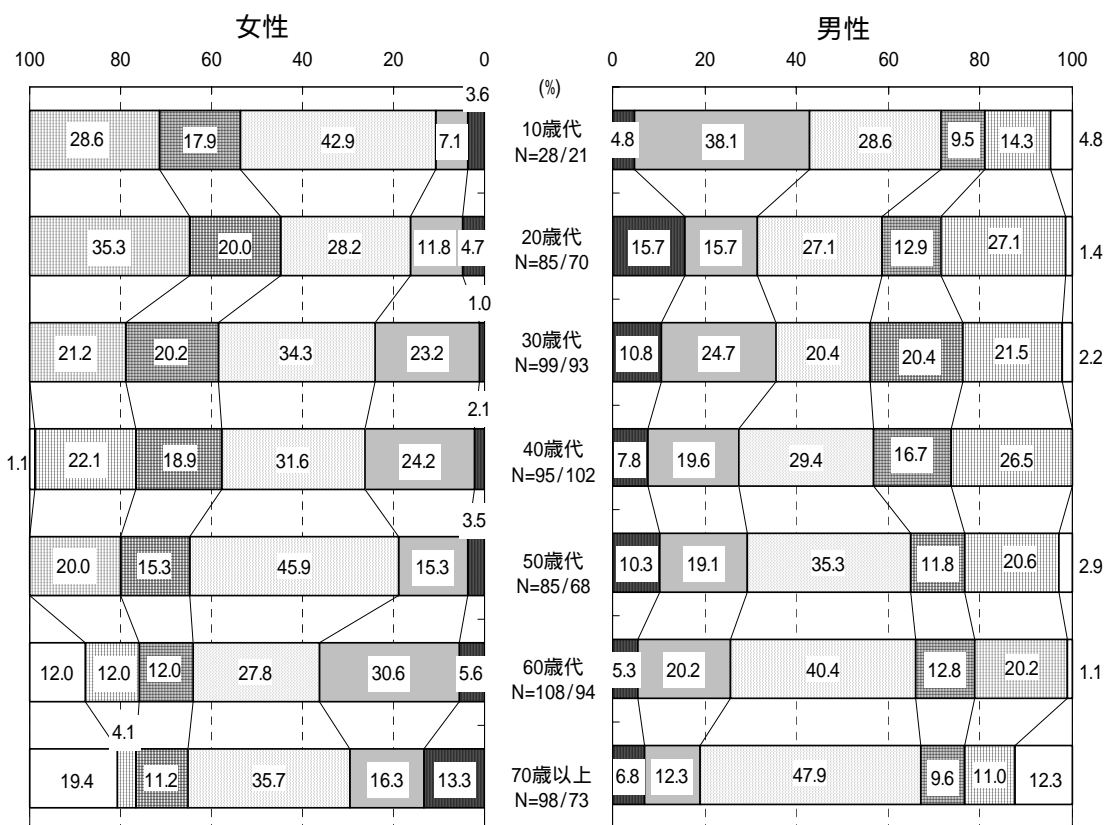 女性 男性
100 80 60 40 20 0 0 20 40 60 80 100
(%)
3.6
28.6 17.9 42.9 7.1 10歳代 4.8 38.1 28.6 9.5 14.3 4.8
N=28/21
35.3 20.0 28.2 11.8 4.7 20歳代 15.7 15.7 27.1 12.9 27.1 1.4
N=85/70
1.0
21.2 20.2 34.3 23.2 30歳代 10.8 24.7 20.4 20.4 21.5 2.2
N=99/93
2.1
1.1 22.1 18.9 31.6 24.2 40歳代 7.8 19.6 29.4 16.7 26.5
N=95/102
3.5
20.0 15.3 45.9 15.3 50歳代 10.3 19.1 35.3 11.8 20.6 2.9
N=85/68
12.0 12.0 12.0 27.8 30.6 5.6 60歳代 5.3 20.2 40.4 12.8 20.2 1.1
N=108/94
4.1
19.4 11.2 35.7 16.3 13.3 70歳以上 6.8 12.3 47.9 9.6 11.0 12.3
N=98/73